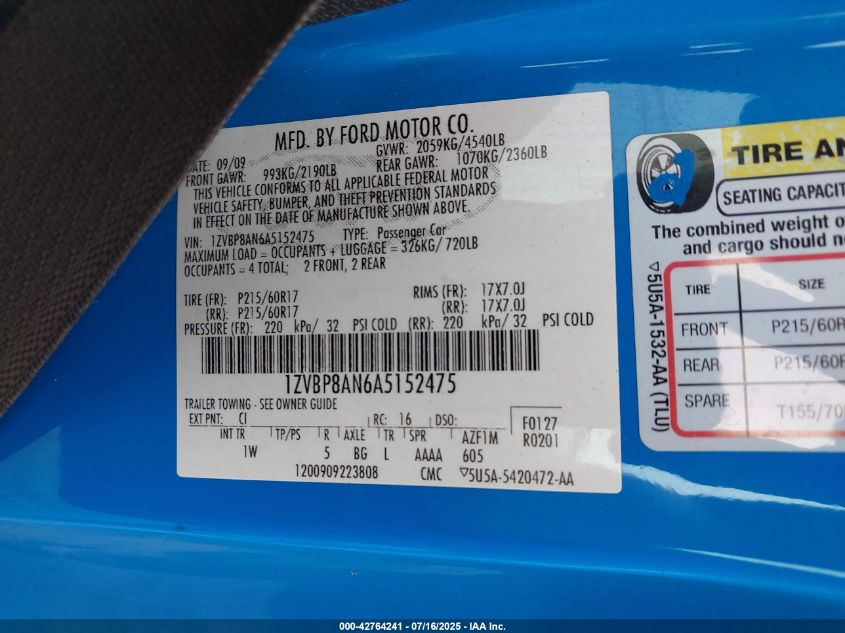 MFD. BY FORD MOTOR CO.
DATE: 09/09 GVWR: 2059KG/4540LB
FRONT GAWR: 993KG/2190LB REAR GAWR: 1070KG/2360LB
THIS VEHICLE CONFORMS TO ALL APPLICABLE FEDERAL MOTOR
VEHICLE SAFETY, BUMPER, AND THEFT PREVENTION STANDARDS
IN EFFECT ON THE DATE OF MANUFACTURE SHOWN ABOVE.
VIN: 1ZVBP8AN6A5152475 TYPE: Passenger Car
MAXIMUM LOAD = OCCUPANTS + LUGGAGE = 326KG/ 720LB
OCCUPANTS = 4 TOTAL; 2 FRONT, 2 REAR
TIRE (FR): P215/60R17 RIMS (FR): 17X7.0J
(RR): P215/60R17 (RR): 17X7.0J
PRESSURE (FR): 220 kPa/ 32 PSI COLD (RR): 220 kPa/ 32 PSI COLD
1ZVBP8AN6A5152475
TRAILER TOWING - SEE OWNER GUIDE
EXT PNT: CI RC: 16 DSO: F0127
INT TR TP/PS R AXLE TR SPR AZF1M R0201
1W 5 BG L AAAA 605
1200909223808 CMC ▽5U5A-5420472-AA
TIRE AN
SEATING CAPACIT
The combined weight o
and cargo should n
TIRE SIZE
FRONT P215/60R
REAR P215/60R
SPARE T155/70
▽5U5A-1532-AA (TLU)
000-42764241 - 07/16/2025 - IAA Inc.